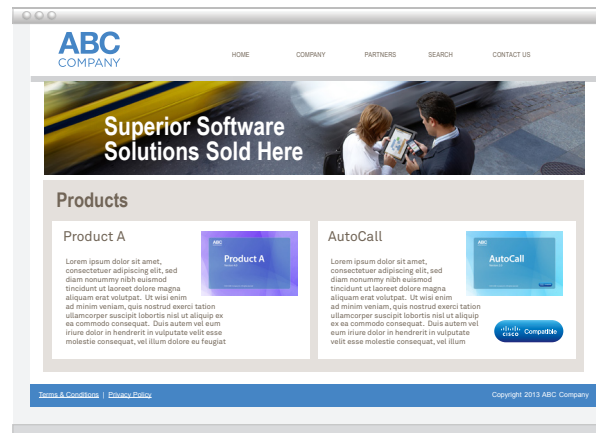 ABC
COMPANY
HOME COMPANY PARTNERS SEARCH CONTACT US
Superior Software
Solutions Sold Here
Products
Product A
Lorem ipsum dolor sit amet,
consectetuer adipiscing elit, sed
diam nonummy nibh euismod
tincidunt ut laoreet dolore magna
aliquam erat volutpat. Ut wisi enim
ad minim veniam, quis nostrud exerci tation
ullamcorper suscipit lobortis nisl ut aliquip ex
ea commodo consequat. Duis autem vel eum
iriure dolor in hendrerit in vulputate velit esse
molestie consequat, vel illum dolore eu feugiat
ABC
Product A
AutoCall
Lorem ipsum dolor sit amet,
consectetuer adipiscing elit, sed
diam nonummy nibh euismod
tincidunt ut laoreet dolore magna
aliquam erat volutpat. Ut wisi enim
ad minim veniam, quis nostrud exerci tation
ullamcorper suscipit lobortis nisl ut aliquip ex
ea commodo consequat. Duis autem vel
eum iriure dolor in hendrerit in vulputate
velit esse molestie consequat, vel illum
ABC
AutoCall
CISCO Compatible
Terms & Conditions | Privacy Policy
Copyright 2013 ABC Company